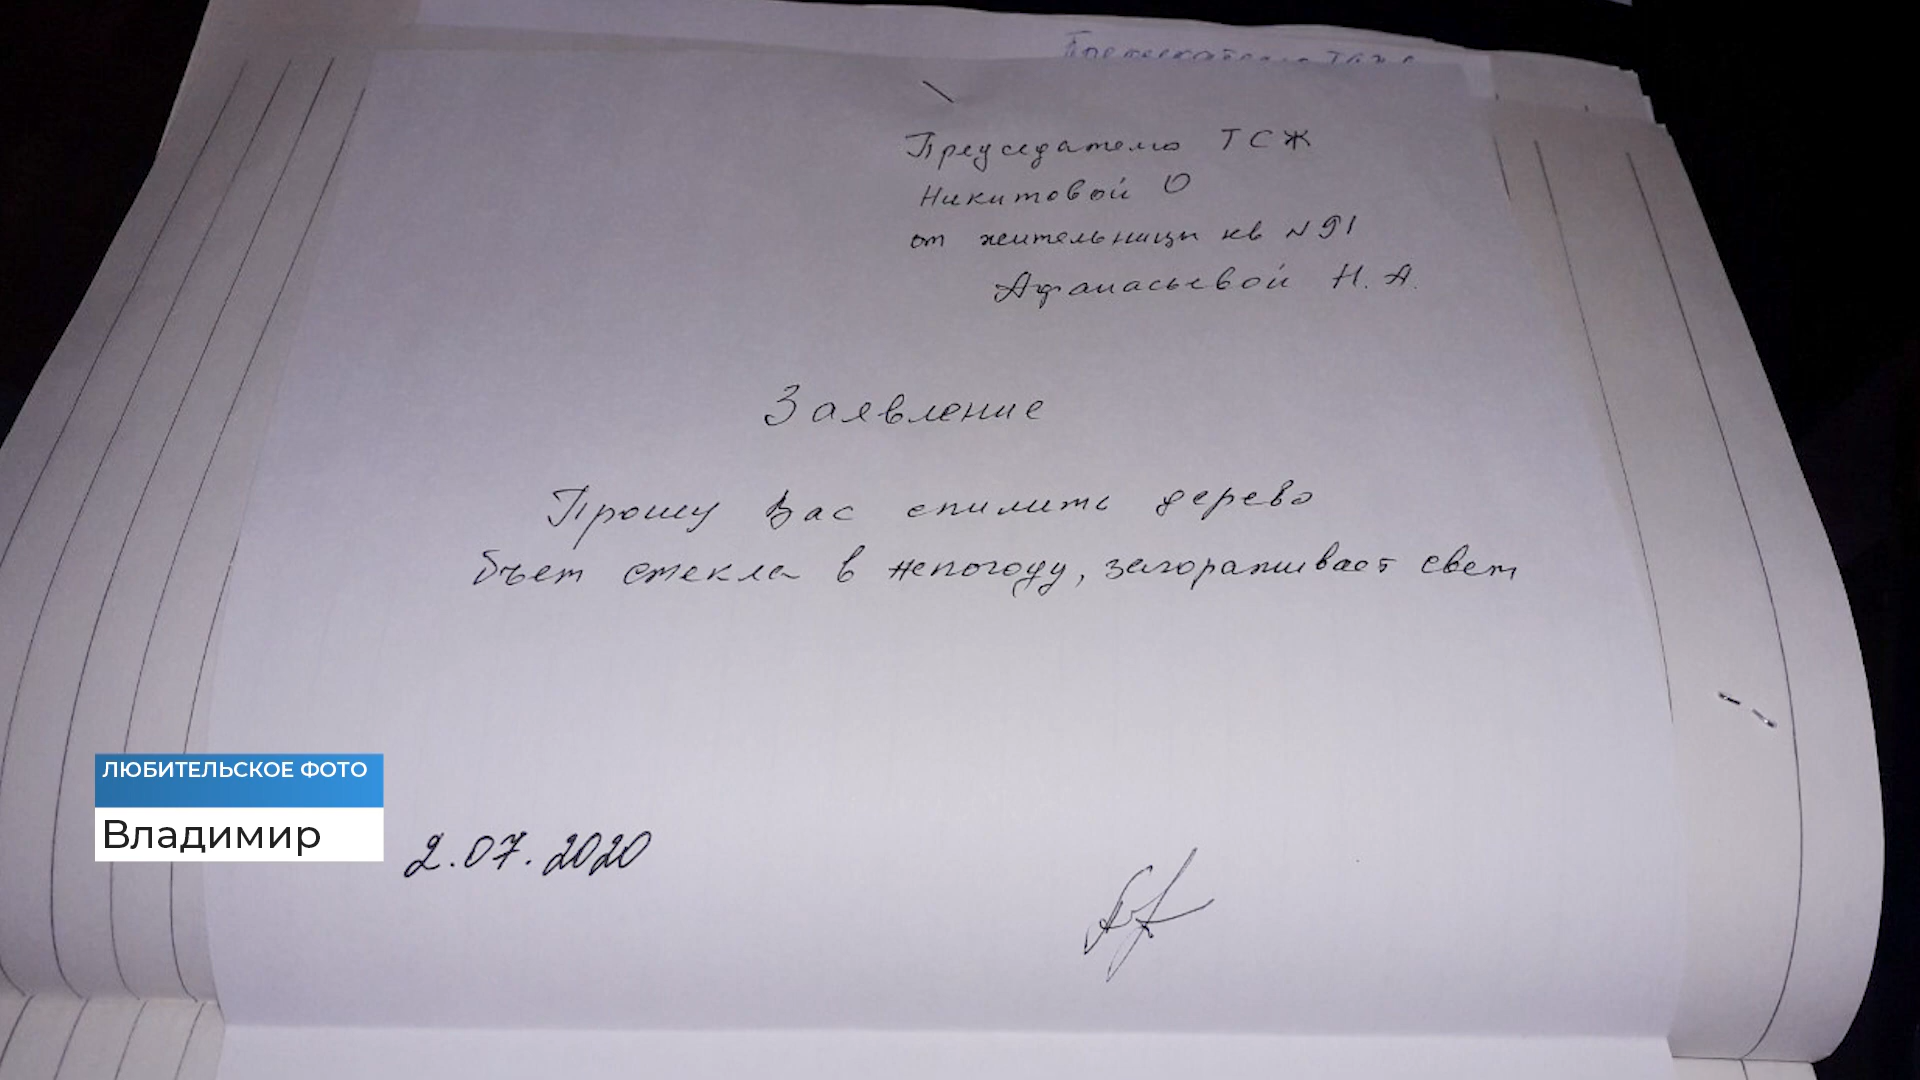 Председателю ТСЖ
Никитовой О
от жительницы кв №91
Афанасьевой Н. А.
Заявление
Прошу Вас спилить дерево
бъет стекла в непогоду, загораживает свет
ЛЮБИТЕЛЬСКОЕ ФОТО
Владимир
2.07.2020